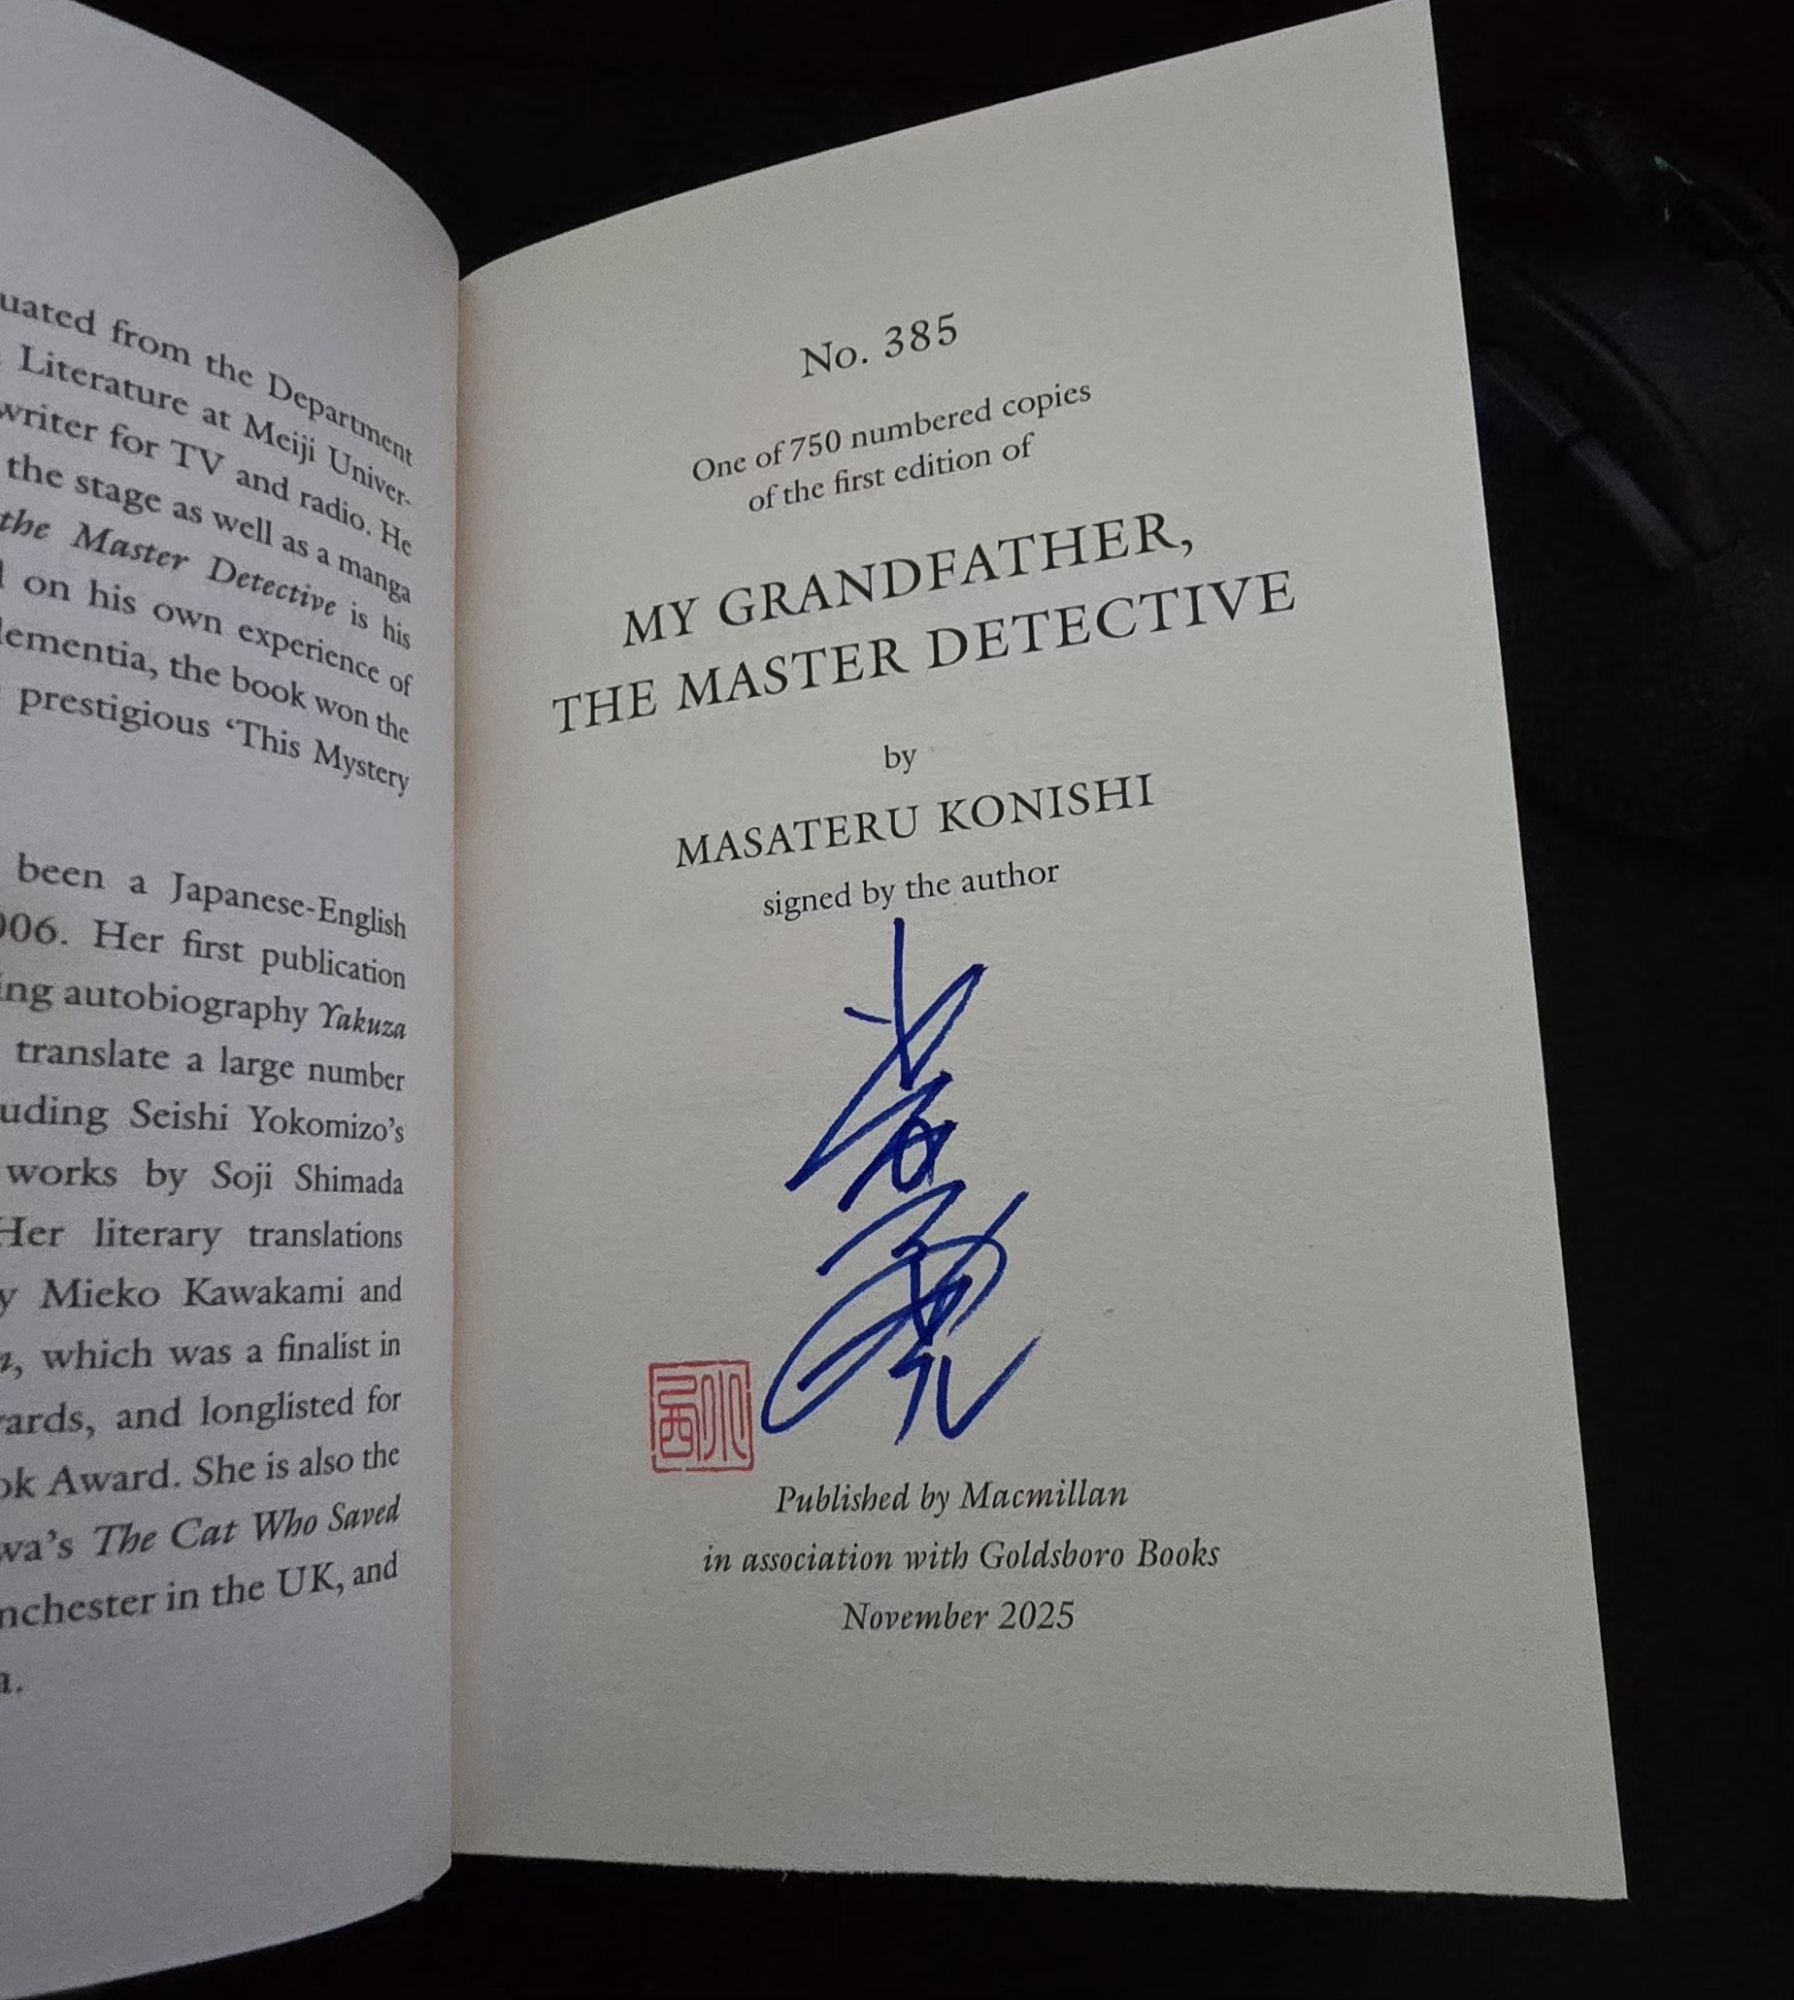 uated from the Department
Literature at Meiji Univer-
writer for TV and radio. He
the stage as well as a manga
the Master Detective is his
on his own experience of
dementia, the book won the
prestigious ‘This Mystery
been a Japanese-English
006. Her first publication
ing autobiography Yakuza
translate a large number
uding Seishi Yokomizo’s
works by Soji Shimada
Her literary translations
y Mieko Kawakami and
which was a finalist in
ards, and longlisted for
ok Award. She is also the
wa’s The Cat Who Saved
nchester in the UK, and
a.
No. 385
One of 750 numbered copies
of the first edition of
MY GRANDFATHER,
THE MASTER DETECTIVE
by
MASATERU KONISHI
signed by the author
小西
Published by Macmillan
in association with Goldsboro Books
November 2025